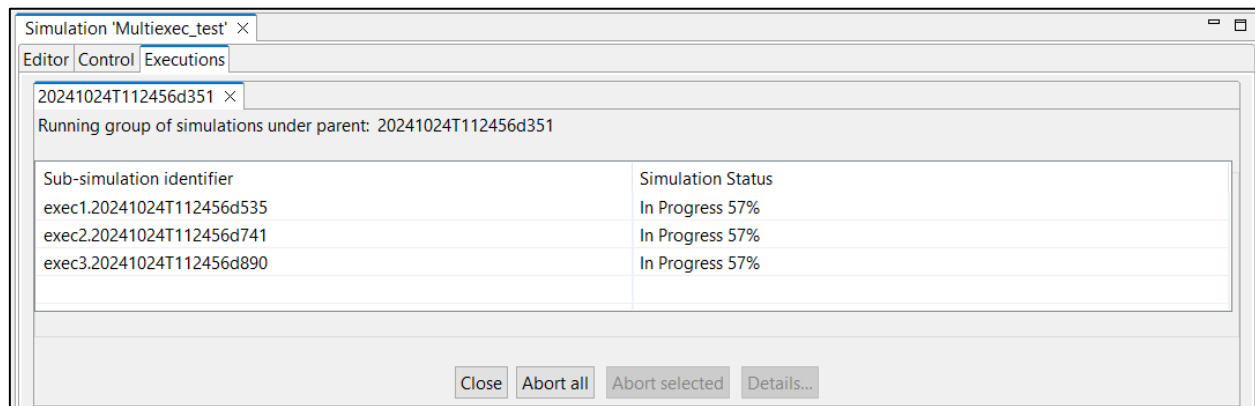 Simulation 'Multiexec_test'
Editor Control Executions
20241024T112456d351
Running group of simulations under parent: 20241024T112456d351
Sub-simulation identifier Simulation Status
exec1.20241024T112456d535 In Progress 57%
exec2.20241024T112456d741 In Progress 57%
exec3.20241024T112456d890 In Progress 57%
Close Abort all Abort selected Details...